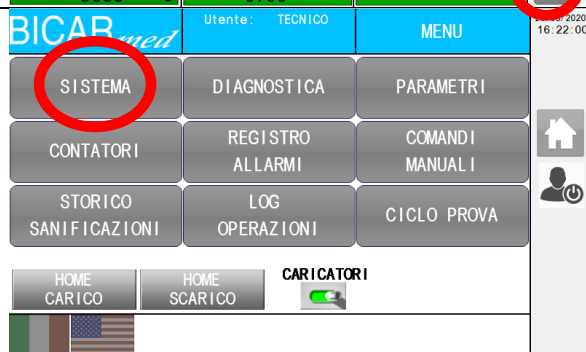 BICAR med
Utente: TECNICO
MENU
16:22:00
SISTEMA
DIAGNOSTICA
PARAMETRI
CONTATORI
REGISTRO
ALLARMI
COMANDI
MANUALI
STORICO
SANIFICAZIONI
LOG
OPERAZIONI
CICLO PROVA
HOME
CARICO
HOME
SCARICO
CARICATORI